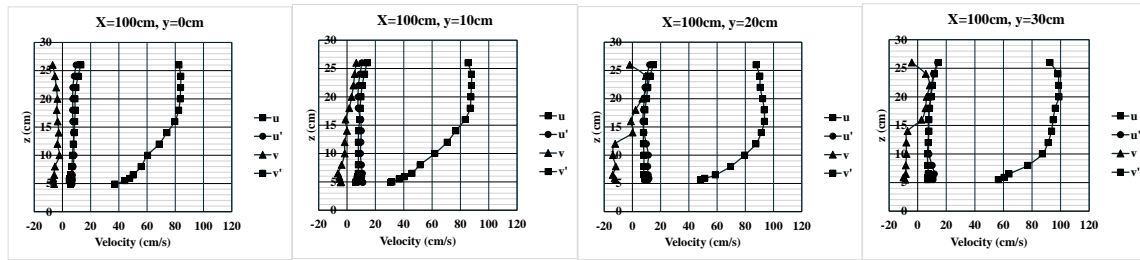 X=100cm, y=0cm
30
25
20
15
10
5
0
z (cm)
-20 0 20 40 60 80 100 120
Velocity (cm/s)
u
u'
v
v'
X=100cm, y=10cm
30
25
20
15
10
5
0
z (cm)
-20 0 20 40 60 80 100 120
Velocity (cm/s)
u
u'
v
v'
X=100cm, y=20cm
30
25
20
15
10
5
0
z (cm)
-20 0 20 40 60 80 100 120
Velocity (cm/s)
u
u'
v
v'
X=100cm, y=30cm
30
25
20
15
10
5
0
z (cm)
-20 0 20 40 60 80 100 120
Velocity (cm/s)
u
u'
v
v'